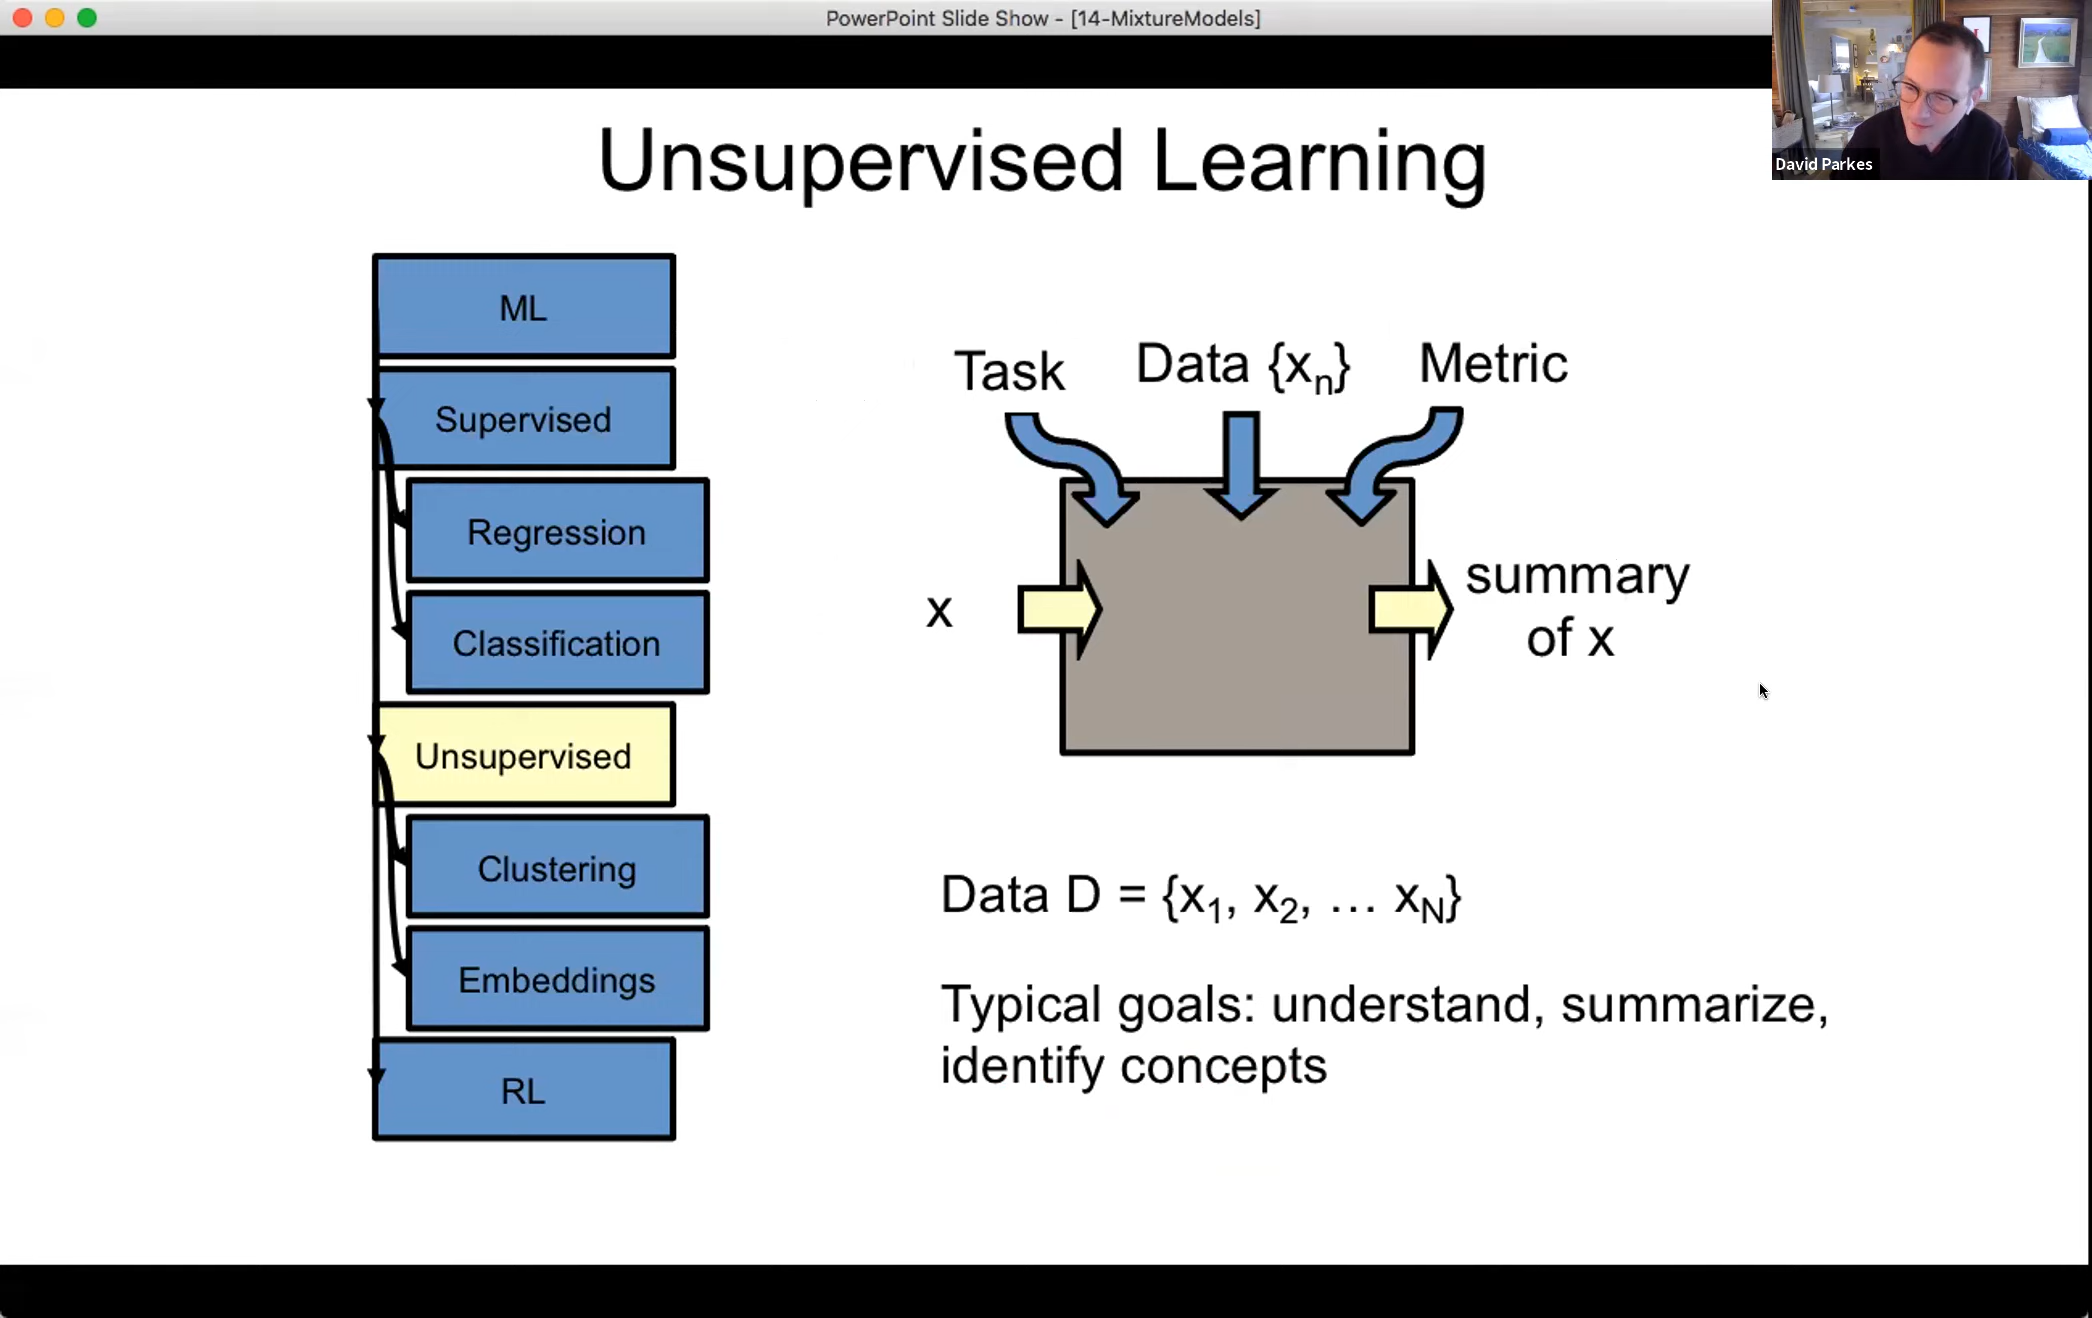 PowerPoint Slide Show - [14-MixtureModels]
David Parkes
Unsupervised Learning
ML
Supervised
Regression
Classification
Unsupervised
Clustering
Embeddings
RL
Task
Data {xₙ}
Metric
x
summary
of x
Data D = {x₁, x₂, … x_N}
Typical goals: understand, summarize,
identify concepts